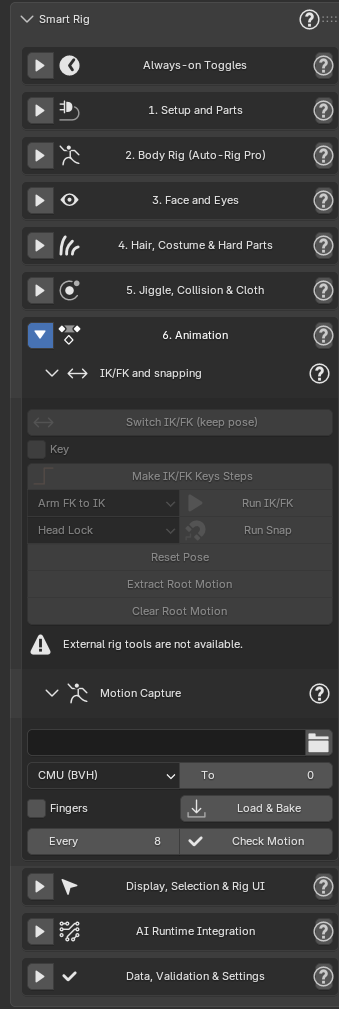 Smart Rig
Always-on Toggles
1. Setup and Parts
2. Body Rig (Auto-Rig Pro)
3. Face and Eyes
4. Hair, Costume & Hard Parts
5. Jiggle, Collision & Cloth
6. Animation
IK/FK and snapping
Switch IK/FK (keep pose)
Key
Make IK/FK Keys Steps
Arm FK to IK Run IK/FK
Head Lock Run Snap
Reset Pose
Extract Root Motion
Clear Root Motion
External rig tools are not available.
Motion Capture
CMU (BVH) To 0
Fingers Load & Bake
Every 8 Check Motion
Display, Selection & Rig UI
AI Runtime Integration
Data, Validation & Settings